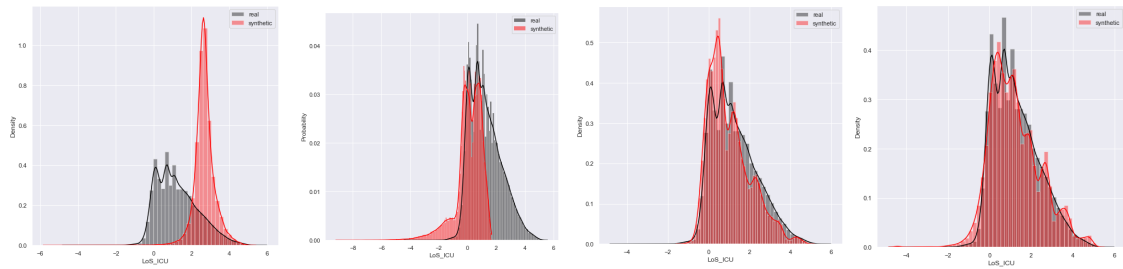 real
synthetic
1.0
0.8
0.6
0.4
0.2
0.0
Density
−6 −4 −2 0 2 4 6
LoS_ICU
real
synthetic
0.04
0.03
0.02
0.01
0.00
Probability
−8 −6 −4 −2 0 2 4 6
LoS_ICU
real
synthetic
0.5
0.4
0.3
0.2
0.1
0.0
Density
−4 −2 0 2 4 6
LoS_ICU
real
synthetic
0.4
0.3
0.2
0.1
0.0
Density
−4 −2 0 2 4 6
LoS_ICU